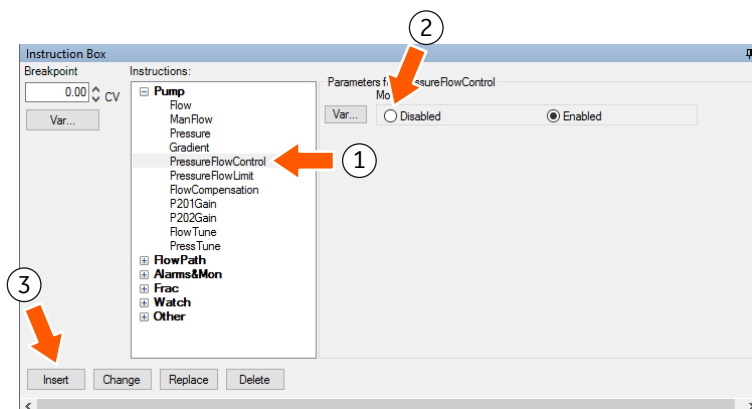 2
Instruction Box
Breakpoint
Instructions:
0.00 CV
Var...
Pump
Flow
ManFlow
Pressure
Gradient
PressureFlowControl
PressureFlowLimit
FlowCompensation
P201Gain
P202Gain
FlowTune
PressTune
FlowPath
Alarms&Mon
Frac
Watch
Other
Parameters f ressureFlowControl
Mo
Var...
Disabled
Enabled
1
3
Insert
Change
Replace
Delete